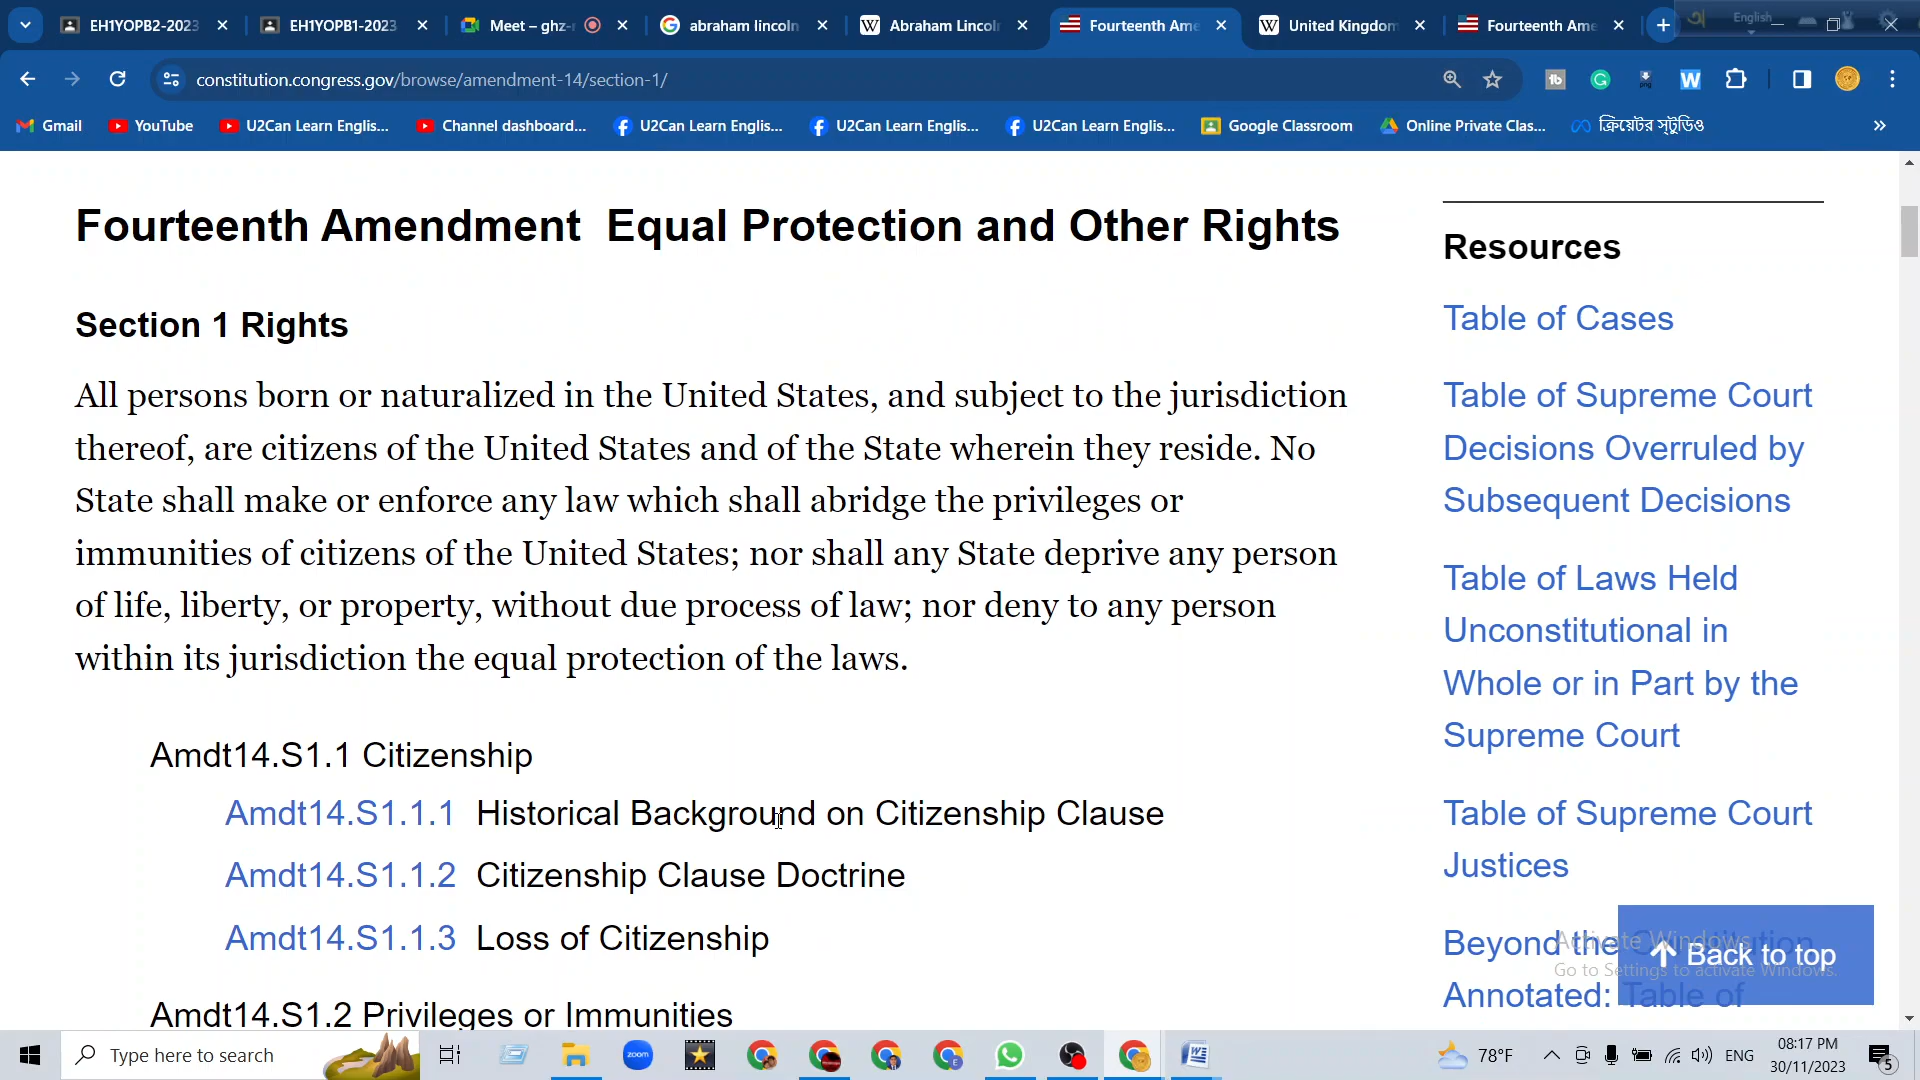 EH1YOPB2-2023
EH1YOPB1-2023
Meet – ghz-
abraham lincoln
Abraham Lincol
Fourteenth Ame
United Kingdom
Fourteenth Ame
English
constitution.congress.gov/browse/amendment-14/section-1/
Gmail
YouTube
U2Can Learn Englis...
Channel dashboard...
U2Can Learn Englis...
U2Can Learn Englis...
U2Can Learn Englis...
Google Classroom
Online Private Clas...
ক্রিয়েটর স্টুডিও
Fourteenth Amendment Equal Protection and Other Rights
Section 1 Rights
All persons born or naturalized in the United States, and subject to the jurisdiction
thereof, are citizens of the United States and of the State wherein they reside. No
State shall make or enforce any law which shall abridge the privileges or
immunities of citizens of the United States; nor shall any State deprive any person
of life, liberty, or property, without due process of law; nor deny to any person
within its jurisdiction the equal protection of the laws.
Amdt14.S1.1 Citizenship
Amdt14.S1.1.1 Historical Background on Citizenship Clause
Amdt14.S1.1.2 Citizenship Clause Doctrine
Amdt14.S1.1.3 Loss of Citizenship
Amdt14.S1.2 Privileges or Immunities
Resources
Table of Cases
Table of Supreme Court
Decisions Overruled by
Subsequent Decisions
Table of Laws Held
Unconstitutional in
Whole or in Part by the
Supreme Court
Table of Supreme Court
Justices
Beyond the Constitution
Annotated: Table of
Back to top
Activate Windows
Go to Settings to activate Windows.
Type here to search
zoom
78°F
ENG
08:17 PM
30/11/2023
5